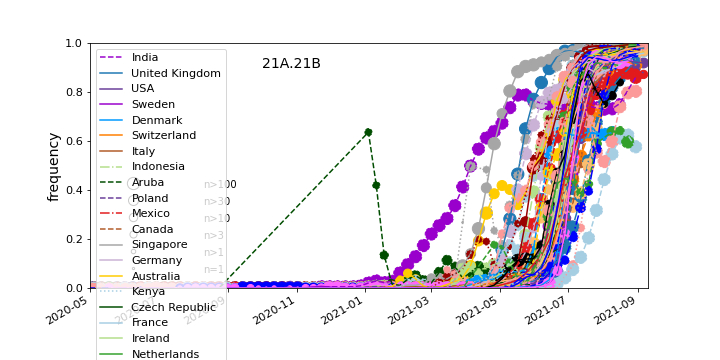 21A.21B
frequency
1.0
0.8
0.6
0.4
0.2
0.0
India
United Kingdom
USA
Sweden
Denmark
Switzerland
Italy
Indonesia
Aruba
Poland
Mexico
Canada
Singapore
Germany
Australia
Kenya
Czech Republic
France
Ireland
Netherlands
n>100
n>30
n>10
n>3
n>1
n=1
2020-05
2020-09
2020-11
2021-01
2021-03
2021-05
2021-07
2021-09